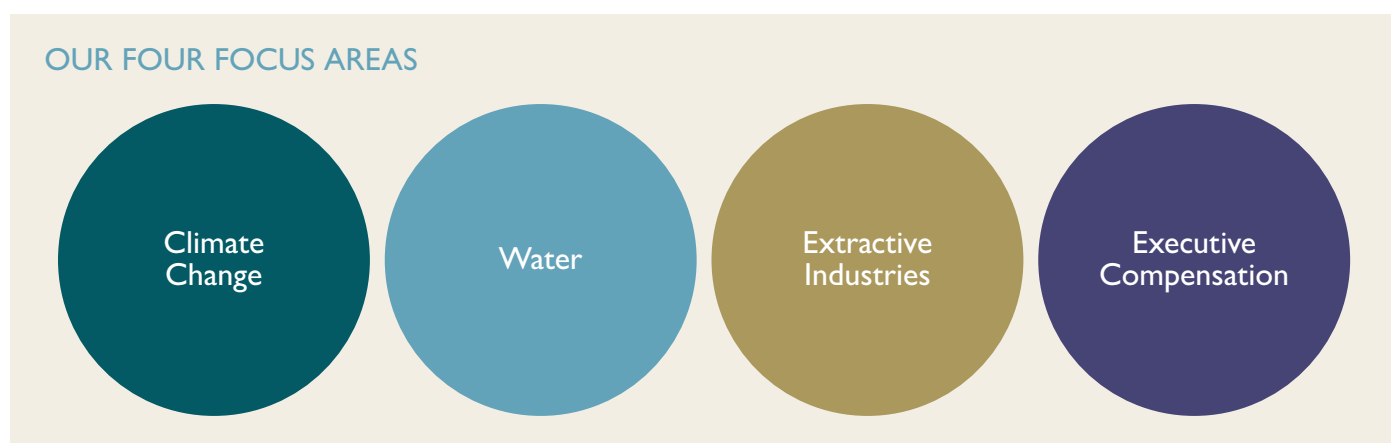 OUR FOUR FOCUS AREAS
Climate
Change
Water
Extractive
Industries
Executive
Compensation